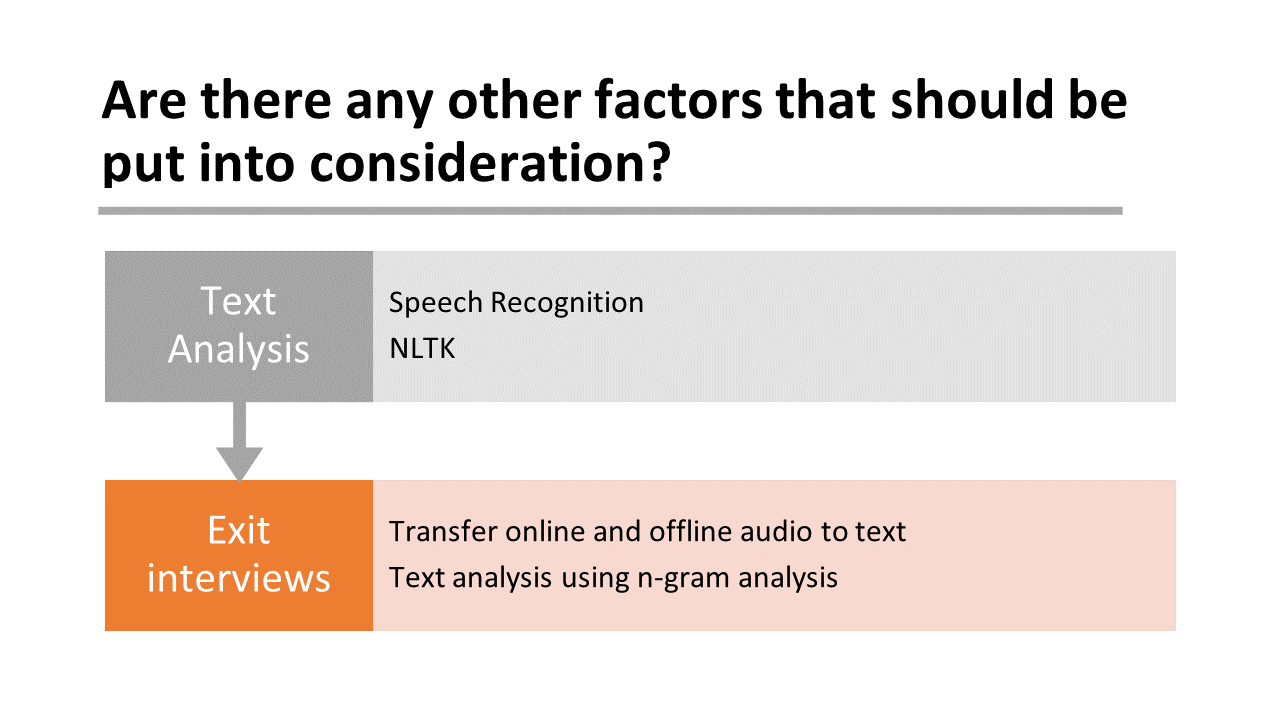 Are there any other factors that should be
put into consideration?
Text
Analysis
Speech Recognition
NLTK
Exit
interviews
Transfer online and offline audio to text
Text analysis using n-gram analysis